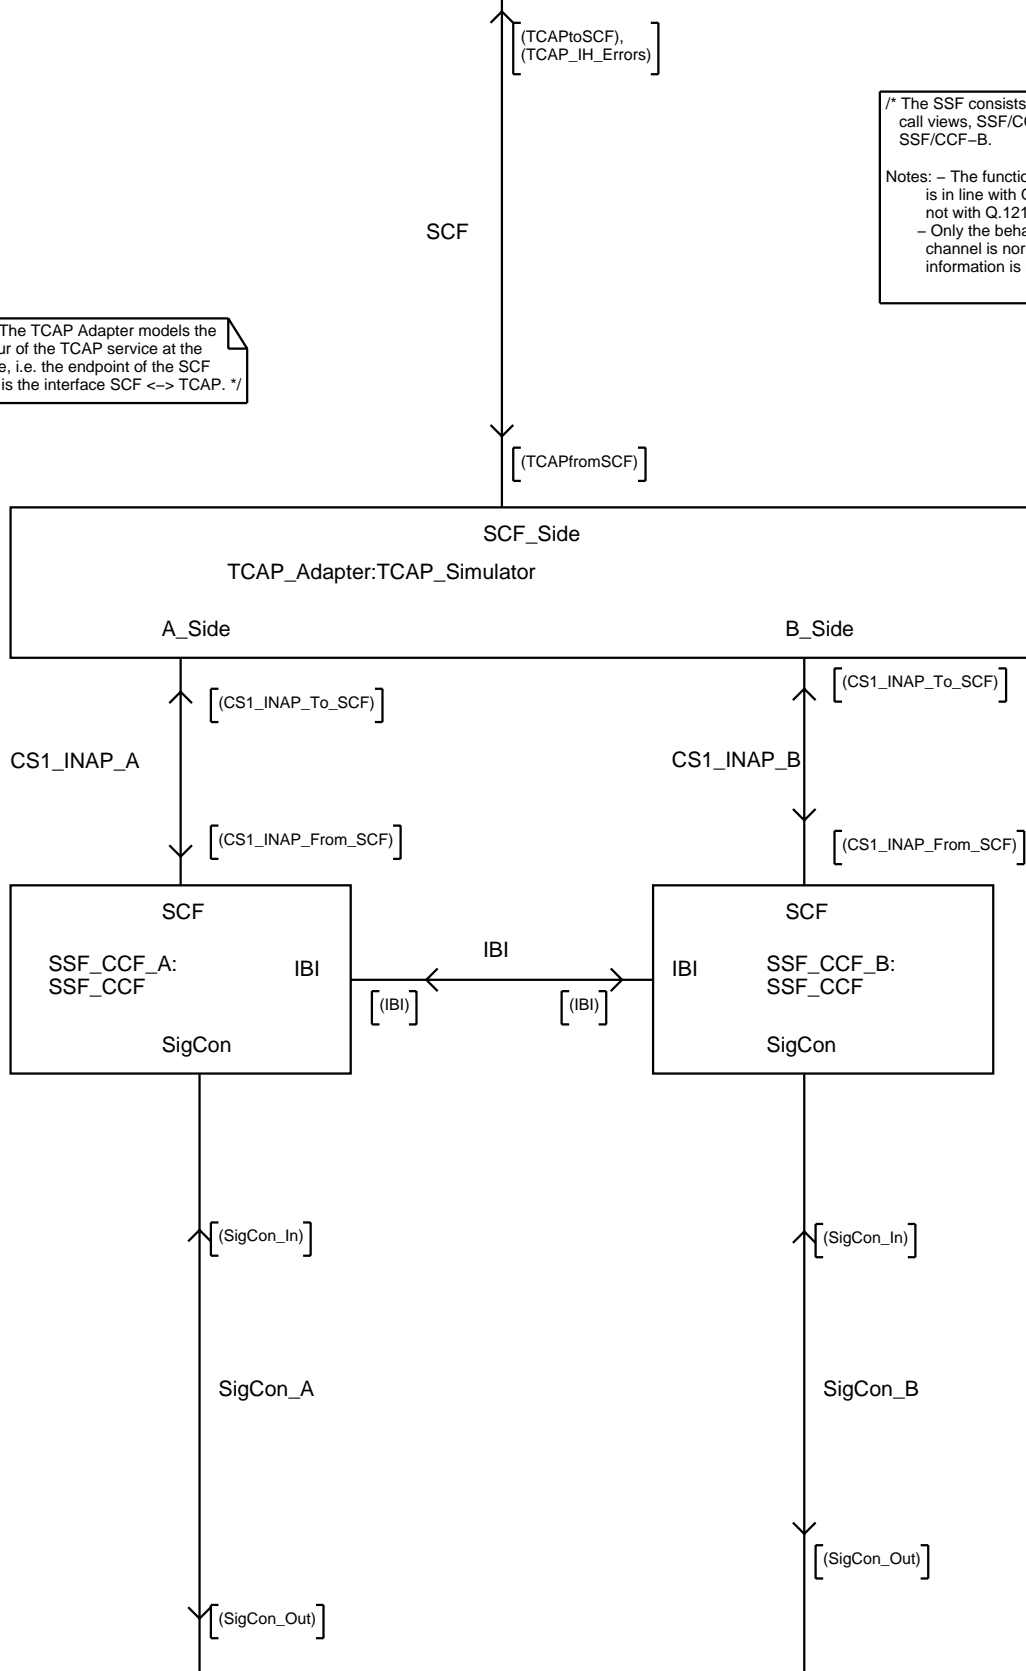 (TCAPtoSCF),
(TCAP_IH_Errors)
/* The SSF consists
call views, SSF/CC
SSF/CCF−B.
Notes: − The functio
is in line with
not with Q.121
− Only the beha
channel is nor
information is
SCF
The TCAP Adapter models the
ur of the TCAP service at the
e, i.e. the endpoint of the SCF
is the interface SCF <−> TCAP. */
(TCAPfromSCF)
SCF_Side
TCAP_Adapter:TCAP_Simulator
A_Side
B_Side
(CS1_INAP_To_SCF)
(CS1_INAP_To_SCF)
CS1_INAP_A
CS1_INAP_B
(CS1_INAP_From_SCF)
(CS1_INAP_From_SCF)
SCF
SCF
SSF_CCF_A:
SSF_CCF
IBI
IBI
IBI
SSF_CCF_B:
SSF_CCF
(IBI)
(IBI)
SigCon
SigCon
(SigCon_In)
(SigCon_In)
SigCon_A
SigCon_B
(SigCon_Out)
(SigCon_Out)